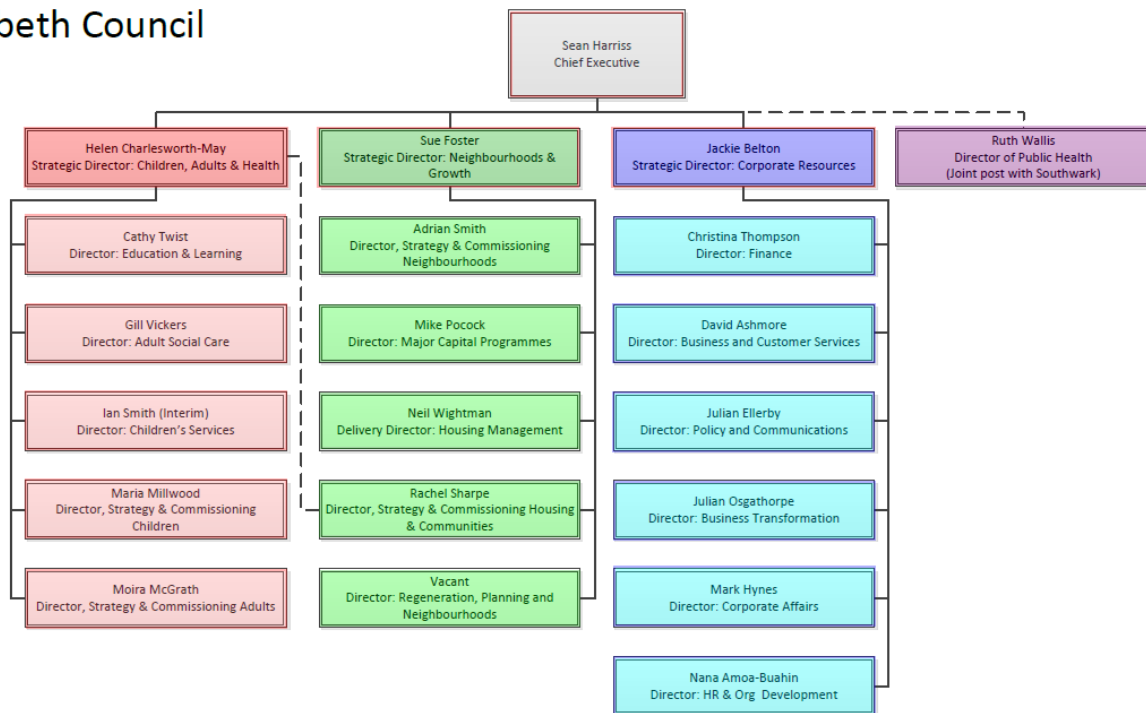 beth Council
Sean Harriss
Chief Executive
Helen Charlesworth-May
Strategic Director: Children, Adults & Health
Sue Foster
Strategic Director: Neighbourhoods &
Growth
Jackie Belton
Strategic Director: Corporate Resources
Ruth Wallis
Director of Public Health
(Joint post with Southwark)
Cathy Twist
Director: Education & Learning
Gill Vickers
Director: Adult Social Care
Ian Smith (Interim)
Director: Children's Services
Maria Millwood
Director, Strategy & Commissioning
Children
Moira McGrath
Director, Strategy & Commissioning Adults
Adrian Smith
Director, Strategy & Commissioning
Neighbourhoods
Mike Pocock
Director: Major Capital Programmes
Neil Wightman
Delivery Director: Housing Management
Rachel Sharpe
Director, Strategy & Commissioning Housing
& Communities
Vacant
Director: Regeneration, Planning and
Neighbourhoods
Christina Thompson
Director: Finance
David Ashmore
Director: Business and Customer Services
Julian Ellerby
Director: Policy and Communications
Julian Osgathorpe
Director: Business Transformation
Mark Hynes
Director: Corporate Affairs
Nana Amoa-Buahin
Director: HR & Org Development